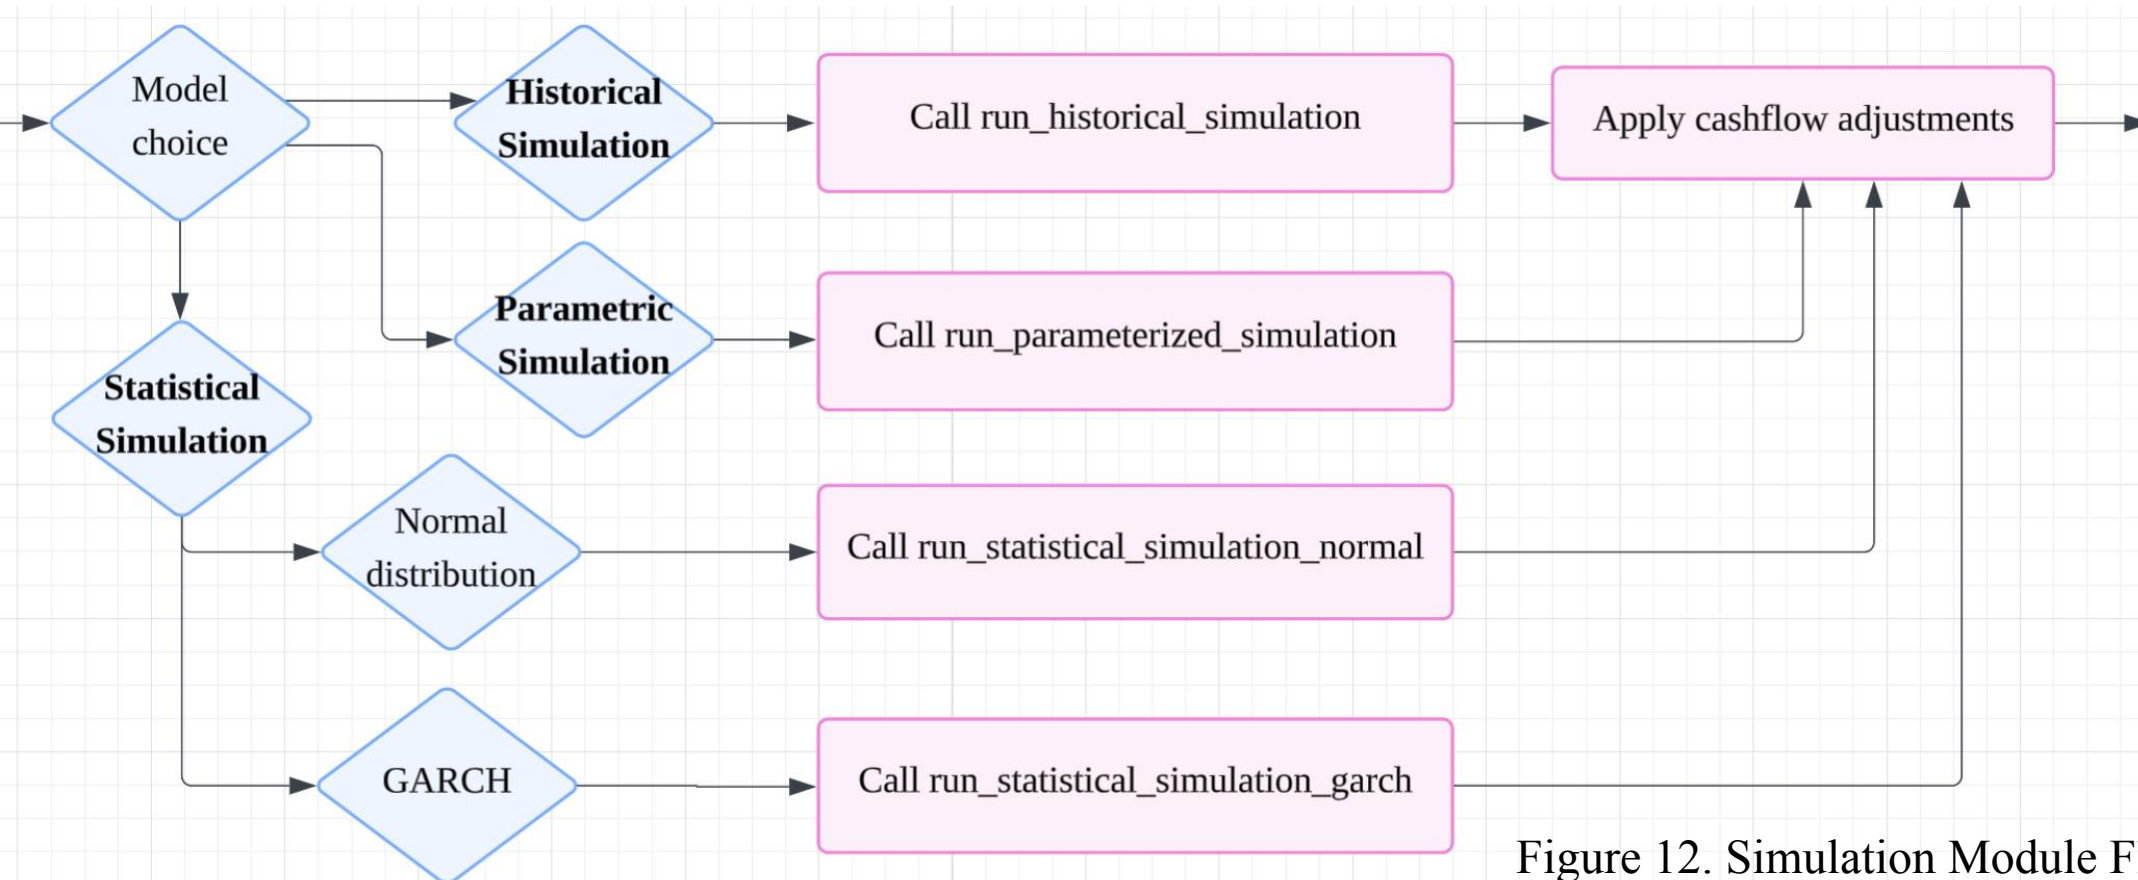 Model
choice
Historical
Simulation
Call run_historical_simulation
Apply cashflow adjustments
Parametric
Simulation
Call run_parameterized_simulation
Statistical
Simulation
Normal
distribution
Call run_statistical_simulation_normal
GARCH
Call run_statistical_simulation_garch
Figure 12. Simulation Module